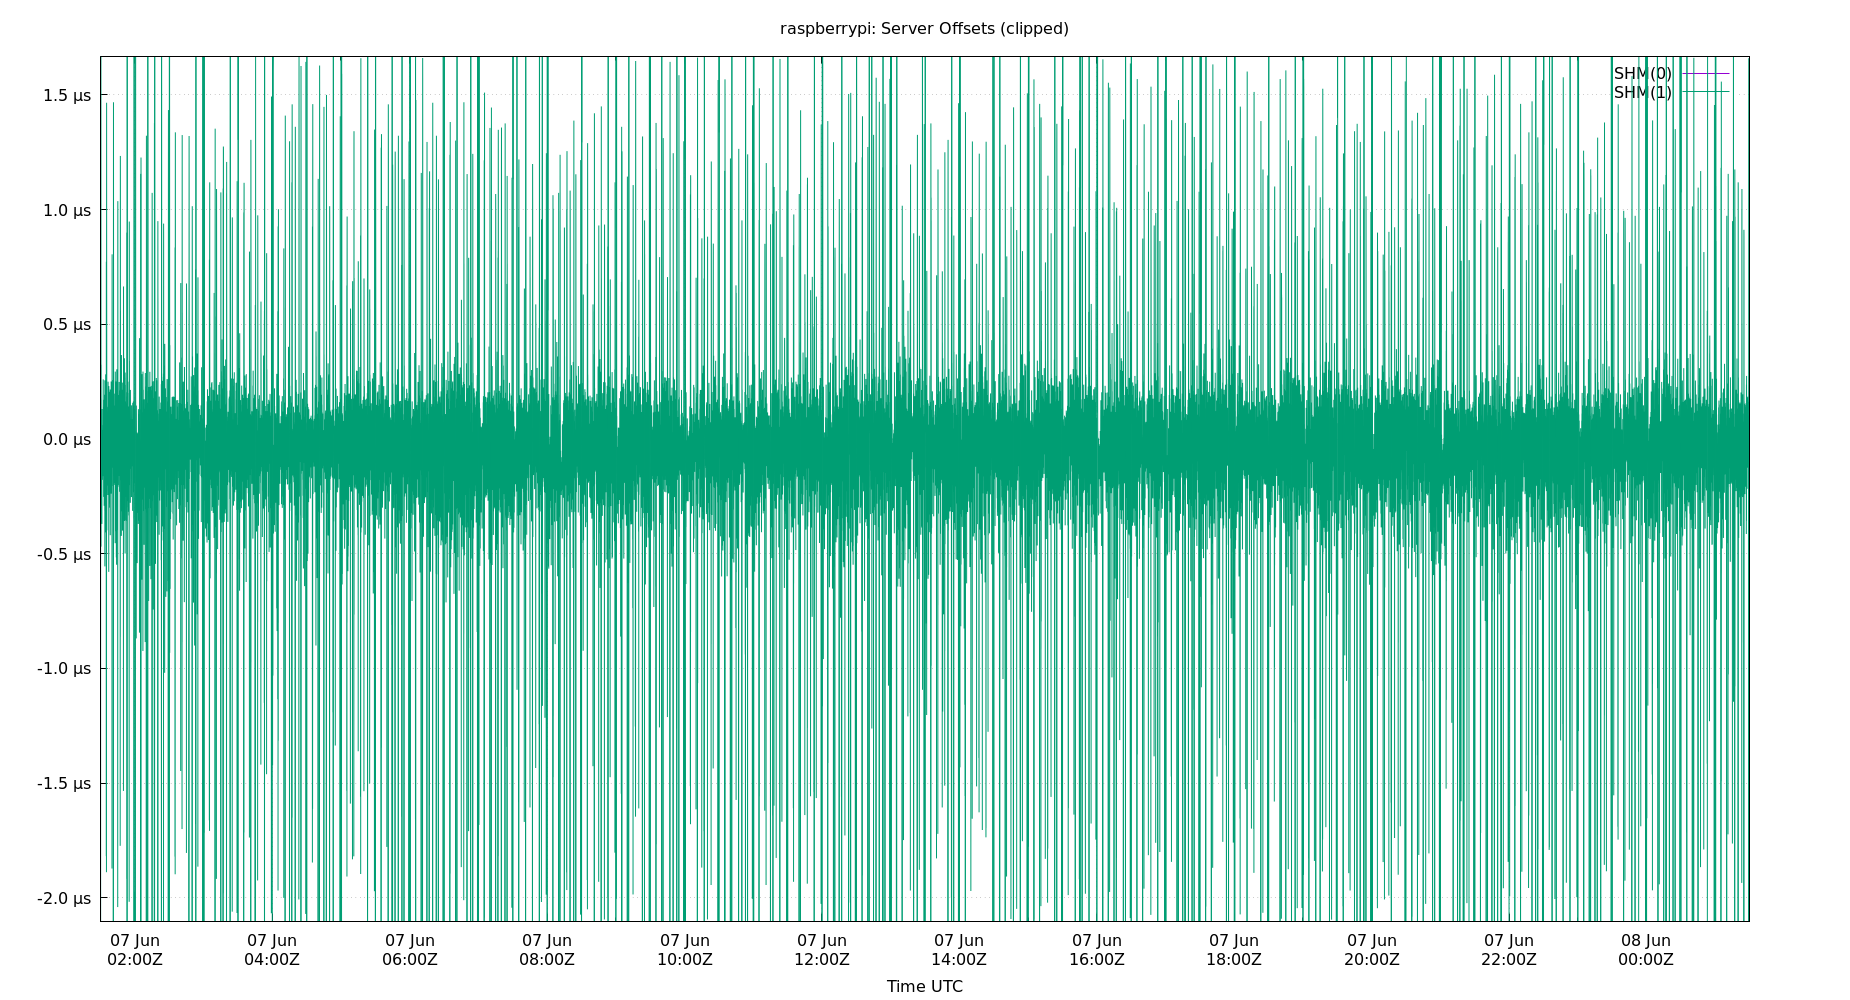 raspberrypi: Server Offsets (clipped)
SHM(0)
SHM(1)
1.5 µs
1.0 µs
0.5 µs
0.0 µs
-0.5 µs
-1.0 µs
-1.5 µs
-2.0 µs
07 Jun 07 Jun 07 Jun 07 Jun 07 Jun 07 Jun 07 Jun 07 Jun 07 Jun 07 Jun 07 Jun 08 Jun
02:00Z 04:00Z 06:00Z 08:00Z 10:00Z 12:00Z 14:00Z 16:00Z 18:00Z 20:00Z 22:00Z 00:00Z
Time UTC